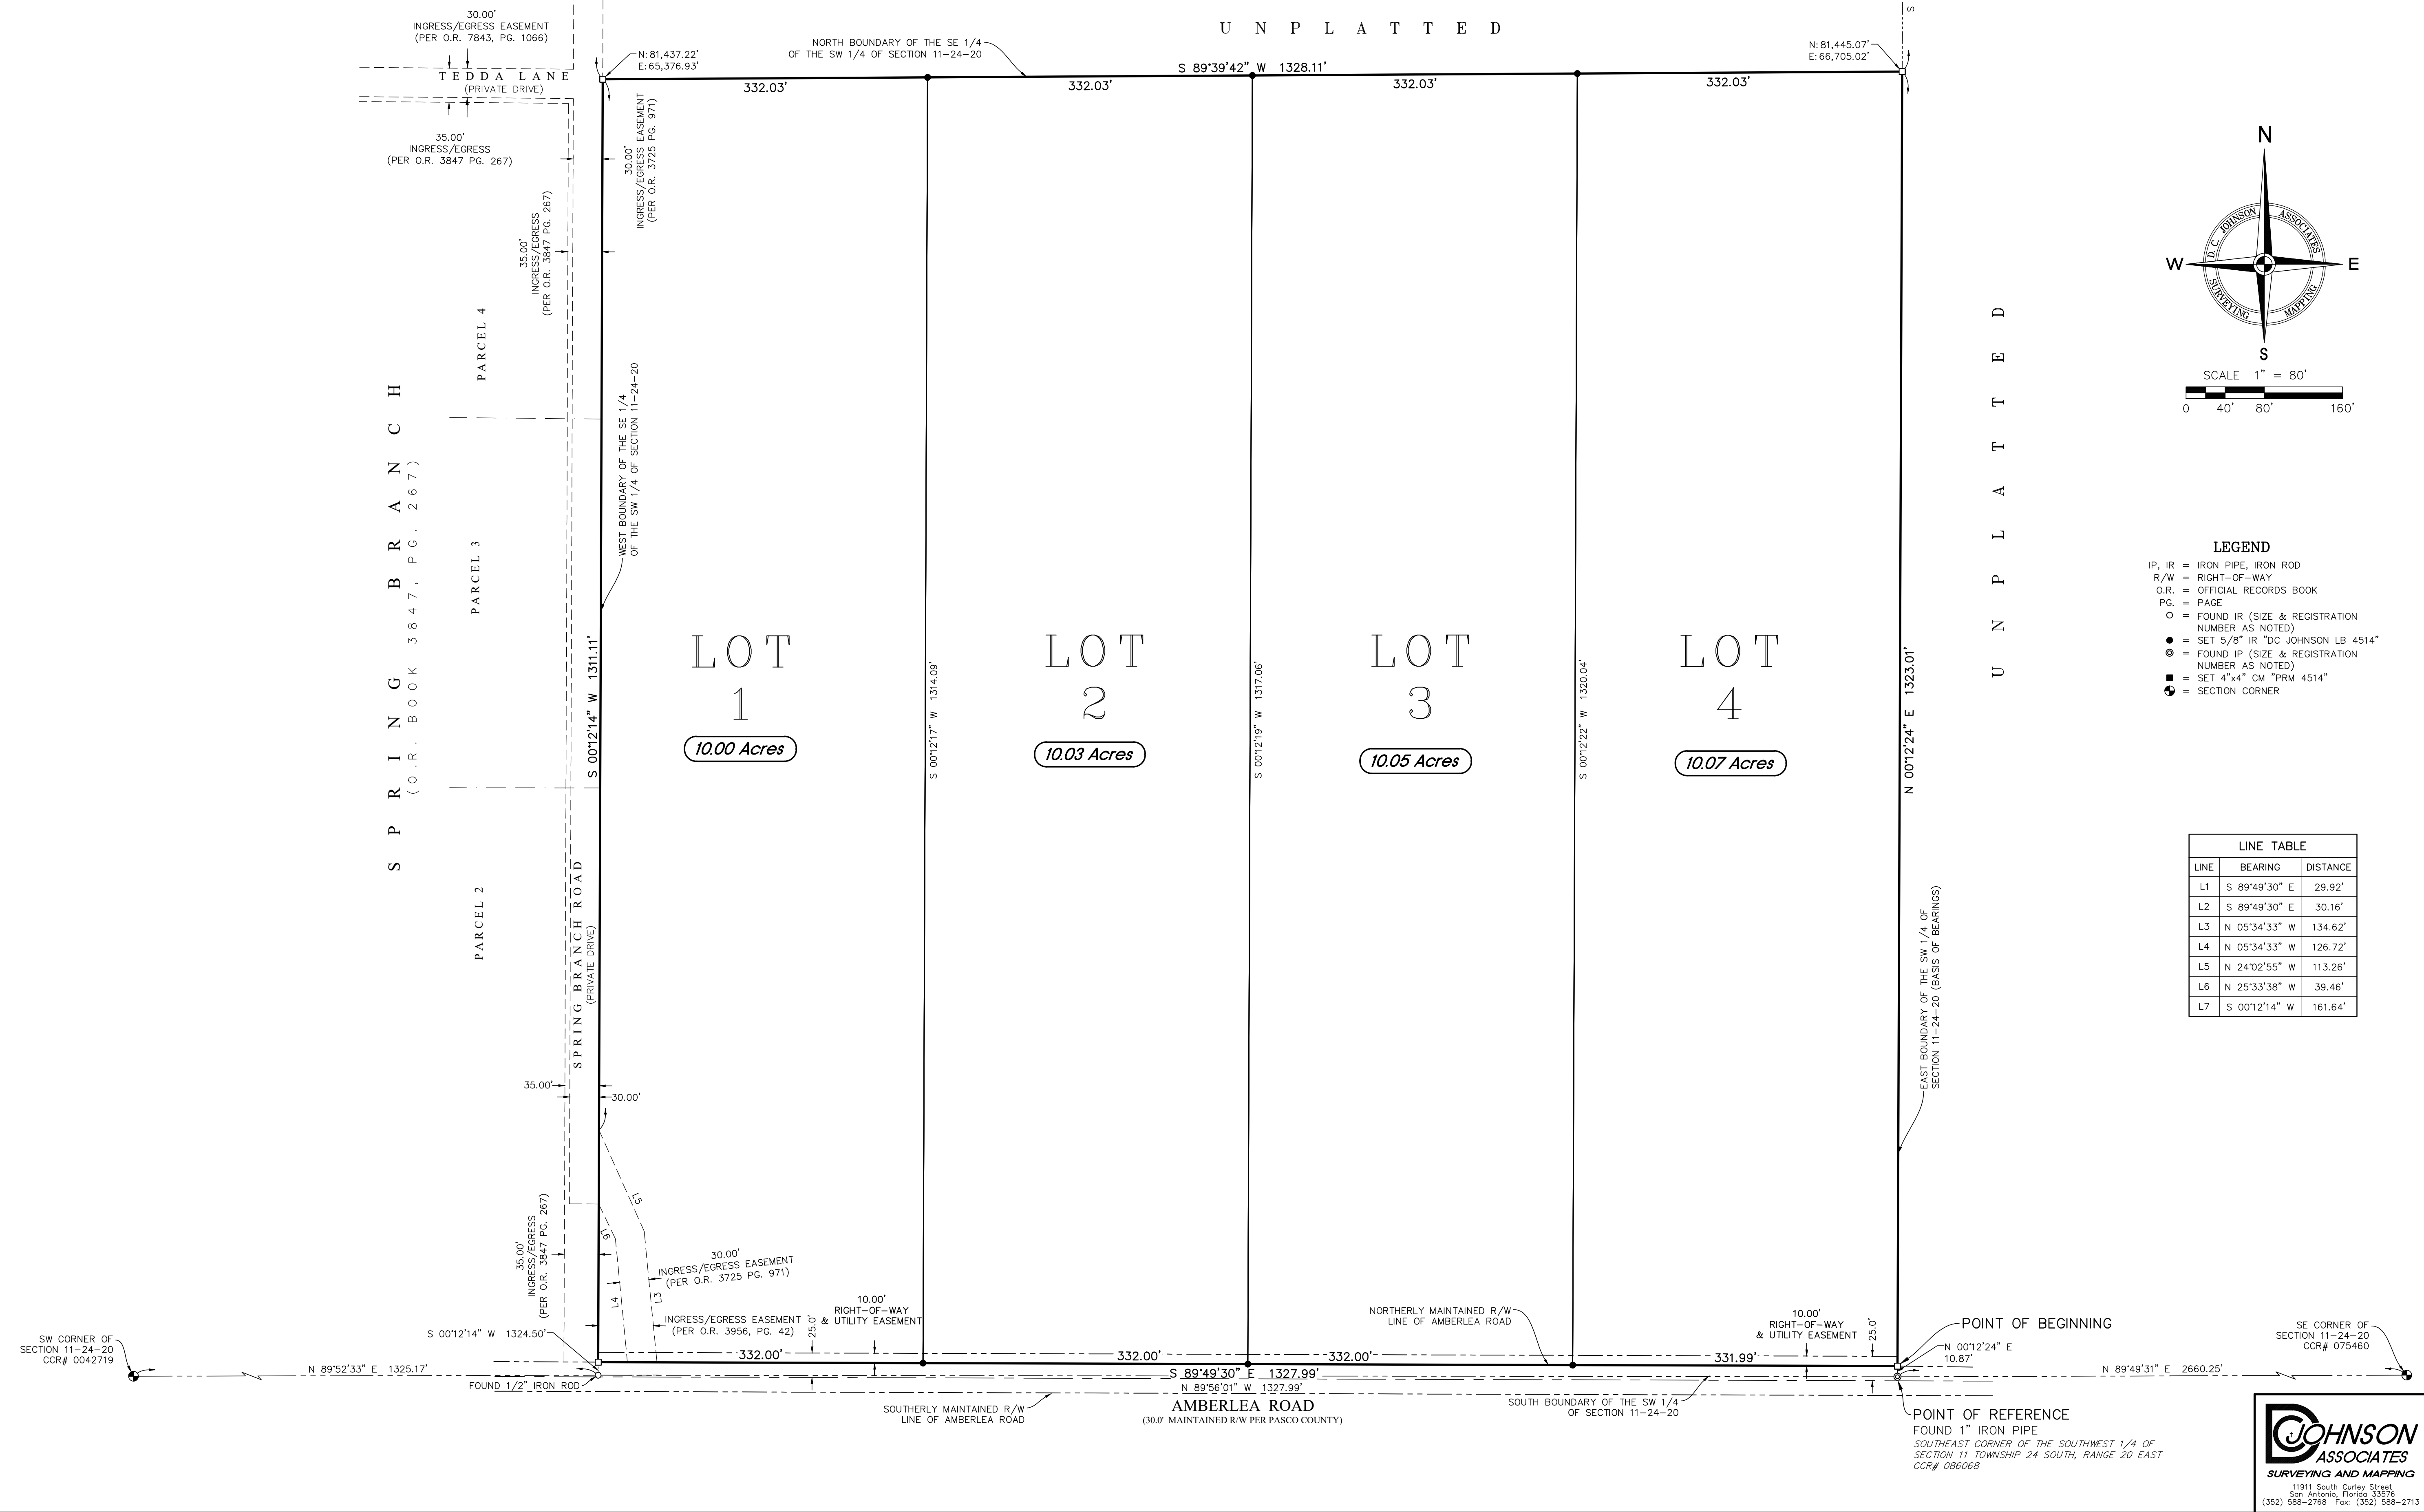 30.00'
INGRESS/EGRESS EASEMENT
(PER O.R. 7843, PG. 1066)
TEDDA LANE
(PRIVATE DRIVE)
35.00'
INGRESS/EGRESS
(PER O.R. 3847 PG. 267)
N: 81,437.22'
E: 65,376.93'
NORTH BOUNDARY OF THE SE 1/4
OF THE SW 1/4 OF SECTION 11-24-20
UNPLATTED
S 89°39'42" W 1328.11'
332.03'
332.03'
332.03'
332.03'
N: 81,445.07'
E: 66,705.02'
S
30.00'
INGRESS/EGRESS EASEMENT
(PER O.R. 3725 PG. 971)
35.00'
INGRESS/EGRESS
(PER O.R. 3847 PG. 267)
PARCEL 4
PARCEL 3
PARCEL 2
SPRING BRANCH
(O.R. BOOK 3847, PG. 267)
WEST BOUNDARY OF THE SE 1/4
OF THE SW 1/4 OF SECTION 11-24-20
S 00°12'14" W 1311.11'
LOT
1
10.00 Acres
S 00°12'17" W 1314.09'
LOT
2
10.03 Acres
S 00°12'19" W 1317.06'
LOT
3
10.05 Acres
S 00°12'22" W 1320.04'
LOT
4
10.07 Acres
N 00°12'24" E 1323.01'
UNPLATTED
EAST BOUNDARY OF THE SW 1/4 OF
SECTION 11-24-20 (BASIS OF BEARINGS)
SPRING BRANCH ROAD
(PRIVATE DRIVE)
35.00'
30.00'
L5
L6
L4
L3
35.00'
INGRESS/EGRESS
(PER O.R. 3847 PG. 267)
30.00'
INGRESS/EGRESS EASEMENT
(PER O.R. 3725 PG. 971)
INGRESS/EGRESS EASEMENT
(PER O.R. 3956, PG. 42)
25.0'
10.00'
RIGHT-OF-WAY
& UTILITY EASEMENT
S 00°12'14" W 1324.50'
SW CORNER OF
SECTION 11-24-20
CCR# 0042719
N 89°52'33" E 1325.17'
FOUND 1/2" IRON ROD
332.00'
332.00'
332.00'
331.99'
S 89°49'30" E 1327.99'
N 89°56'01" W 1327.99'
AMBERLEA ROAD
(30.0' MAINTAINED R/W PER PASCO COUNTY)
SOUTHERLY MAINTAINED R/W
LINE OF AMBERLEA ROAD
NORTHERLY MAINTAINED R/W
LINE OF AMBERLEA ROAD
SOUTH BOUNDARY OF THE SW 1/4
OF SECTION 11-24-20
10.00'
RIGHT-OF-WAY
& UTILITY EASEMENT
25.0'
POINT OF BEGINNING
N 00°12'24" E
10.87'
N 89°49'31" E 2660.25'
SE CORNER OF
SECTION 11-24-20
CCR# 075460
POINT OF REFERENCE
FOUND 1" IRON PIPE
SOUTHEAST CORNER OF THE SOUTHWEST 1/4 OF
SECTION 11 TOWNSHIP 24 SOUTH, RANGE 20 EAST
CCR# 086068
N
W
E
S
D. C. JOHNSON ASSOCIATES
SURVEYING MAPPING
SCALE 1" = 80'
0 40' 80' 160'
LEGEND
IP, IR = IRON PIPE, IRON ROD
R/W = RIGHT-OF-WAY
O.R. = OFFICIAL RECORDS BOOK
PG. = PAGE
= FOUND IR (SIZE & REGISTRATION
NUMBER AS NOTED)
= SET 5/8" IR "DC JOHNSON LB 4514"
= FOUND IP (SIZE & REGISTRATION
NUMBER AS NOTED)
= SET 4"x4" CM "PRM 4514"
= SECTION CORNER
LINE TABLE
LINE BEARING DISTANCE
L1 S 89°49'30" E 29.92'
L2 S 89°49'30" E 30.16'
L3 N 05°34'33" W 134.62'
L4 N 05°34'33" W 126.72'
L5 N 24°02'55" W 113.26'
L6 N 25°33'38" W 39.46'
L7 S 00°12'14" W 161.64'
DC JOHNSON
ASSOCIATES
SURVEYING AND MAPPING
11911 South Curley Street
San Antonio, Florida 33576
(352) 588-2768 Fax: (352) 588-2713